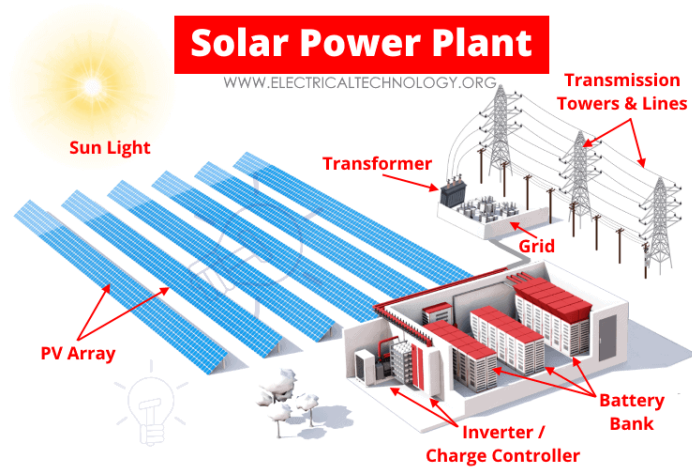 Solar Power Plant
WWW.ELECTRICALTECHNOLOGY.ORG
Transmission
Towers & Lines
Sun Light
Transformer
Grid
PV Array
Battery
Bank
Inverter /
Charge Controller